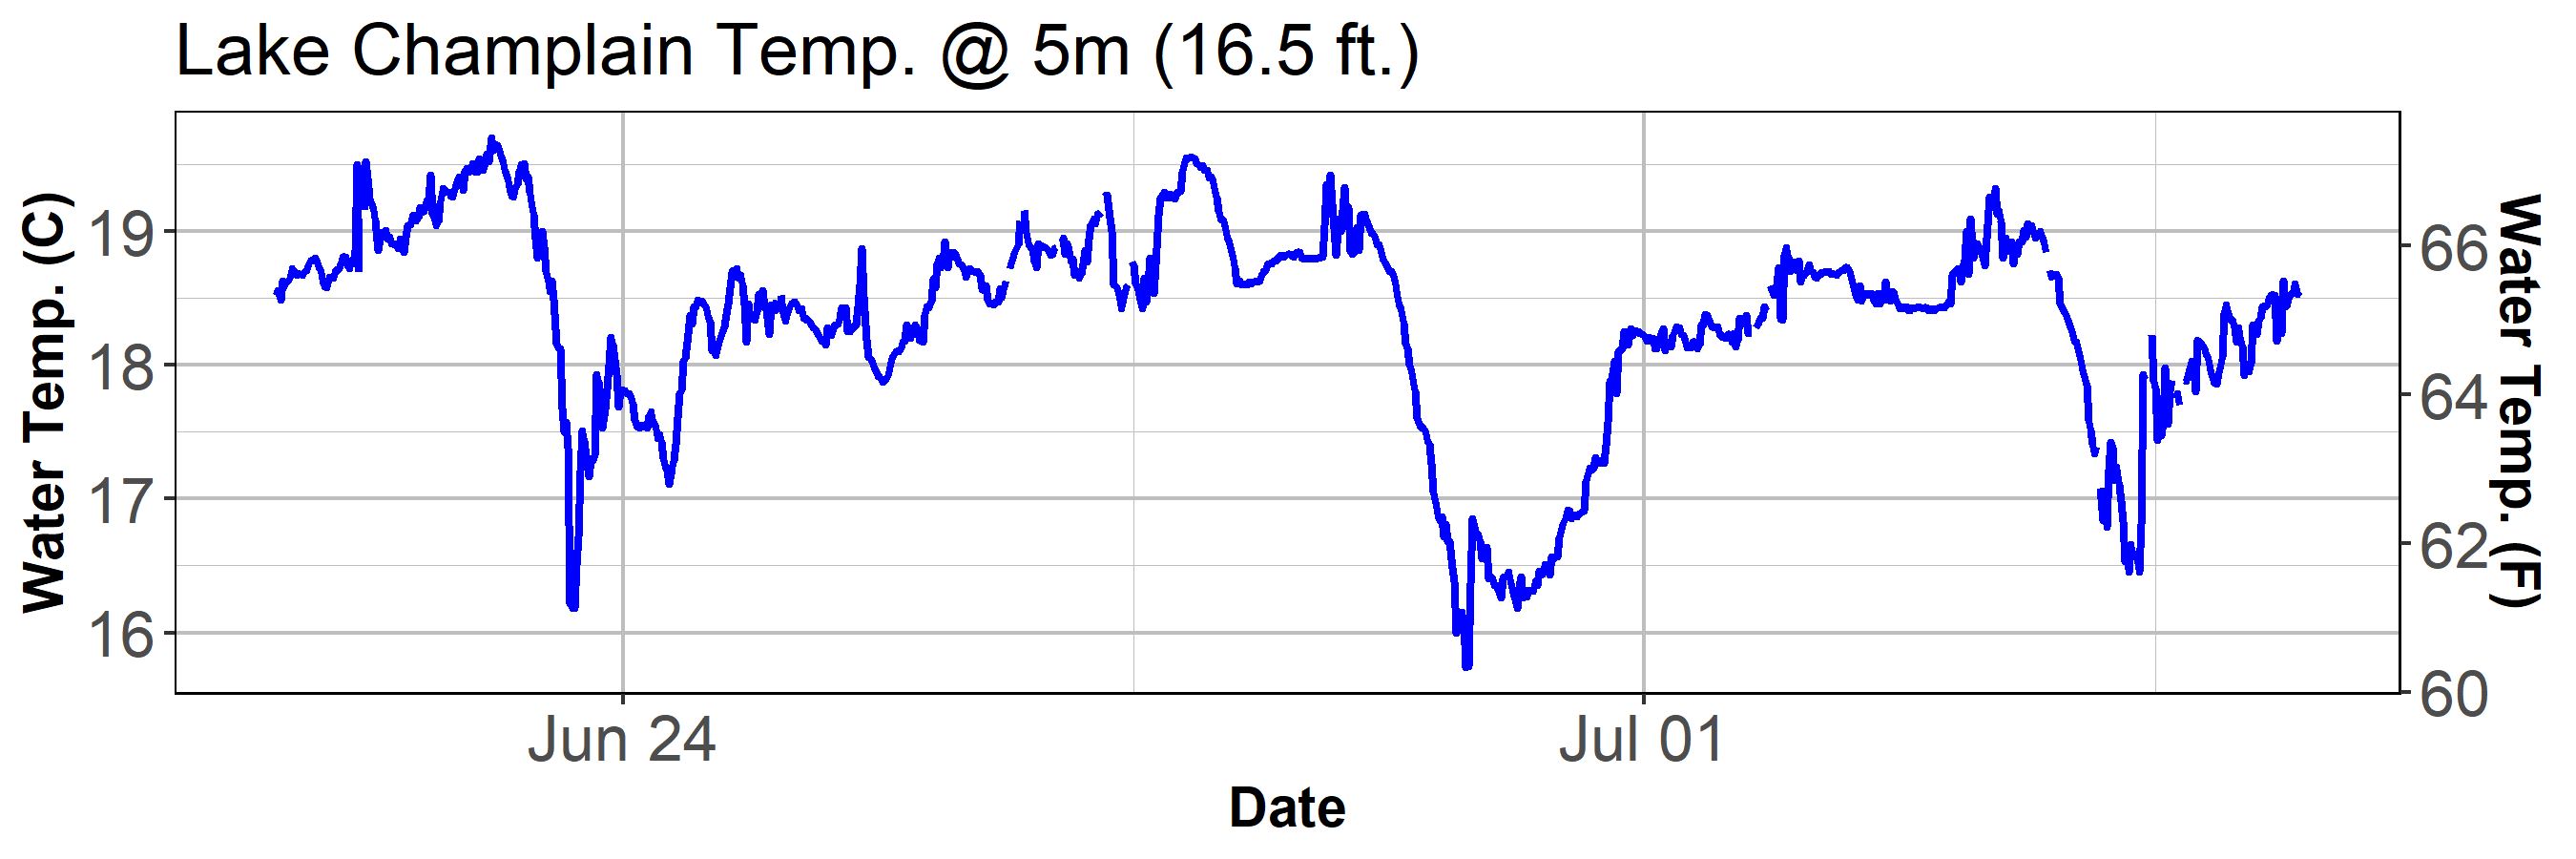 Lake Champlain Temp. @ 5m (16.5 ft.)
Water Temp. (C)
19
18
17
16
66
64
62
60
Water Temp. (F)
Jun 24
Jul 01
Date